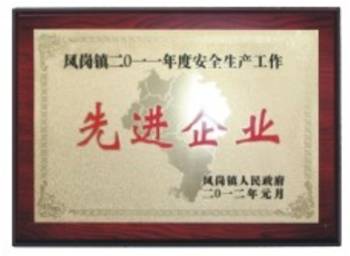 凤岗镇二〇一一年度安全生产工作
先进企业
凤岗镇人民政府
二〇一二年元月